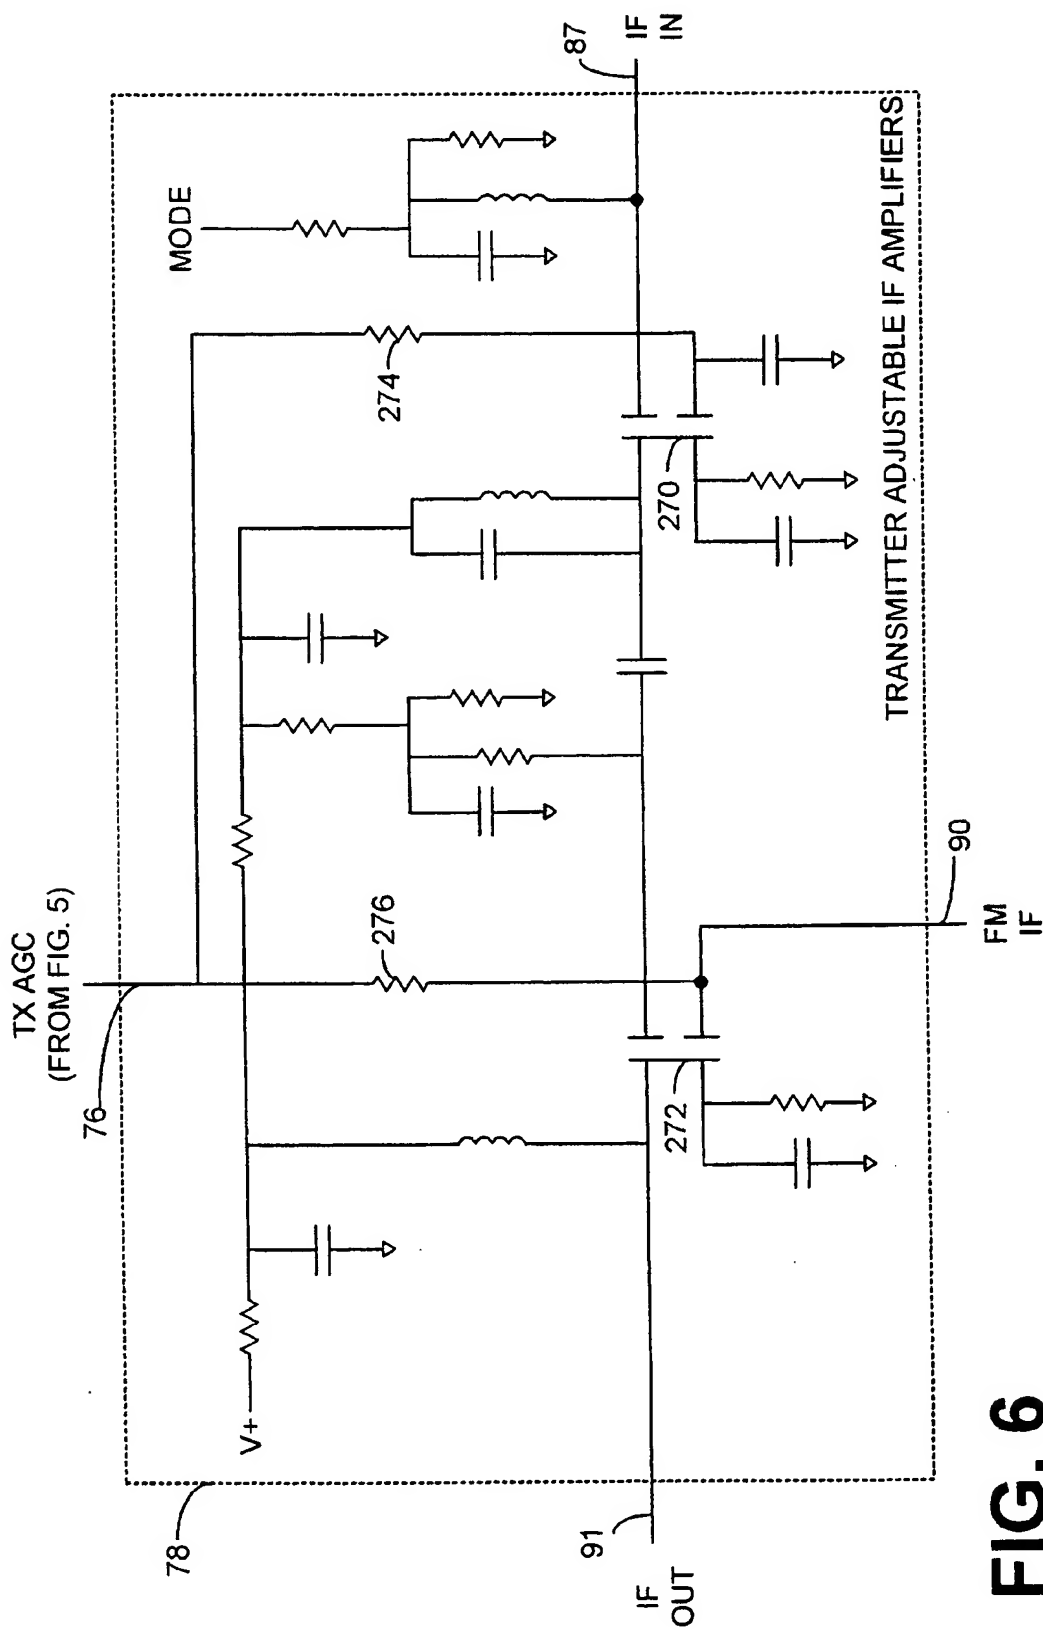 TX AGC
(FROM FIG. 5)
76
78
V+
MODE
276
274
87
IF
IN
91
IF
OUT
272
270
FM
IF
90
TRANSMITTER ADJUSTABLE IF AMPLIFIERS
FIG. 6